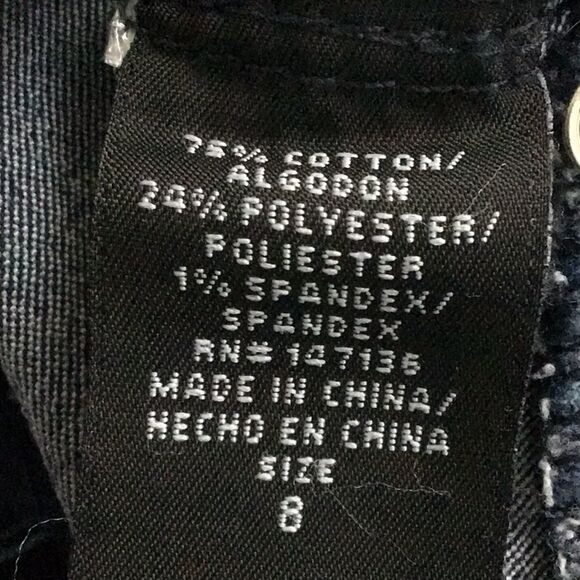 75% COTTON/
ALGODON
24% POLYESTER/
POLIESTER
1% SPANDEX/
SPANDEX
RN# 147136
MADE IN CHINA/
HECHO EN CHINA
SIZE
8